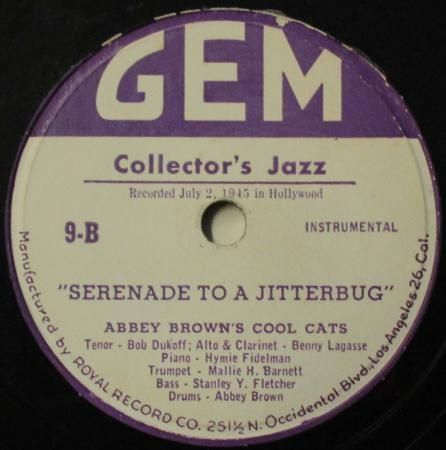 GEM
Collector's Jazz
Recorded July 2, 1945 in Hollywood
9-B
INSTRUMENTAL
"SERENADE TO A JITTERBUG"
ABBEY BROWN'S COOL CATS
Tenor - Bob Dukoff; Alto & Clarinet - Benny Lagasse
Piano - Hymie Fidelman
Trumpet - Mallie H. Barnett
Bass - Stanley Y. Fletcher
Drums - Abbey Brown
Manufactured by ROYAL RECORD CO. 251½ N. Occidental Blvd., Los Angeles 26, Cal.